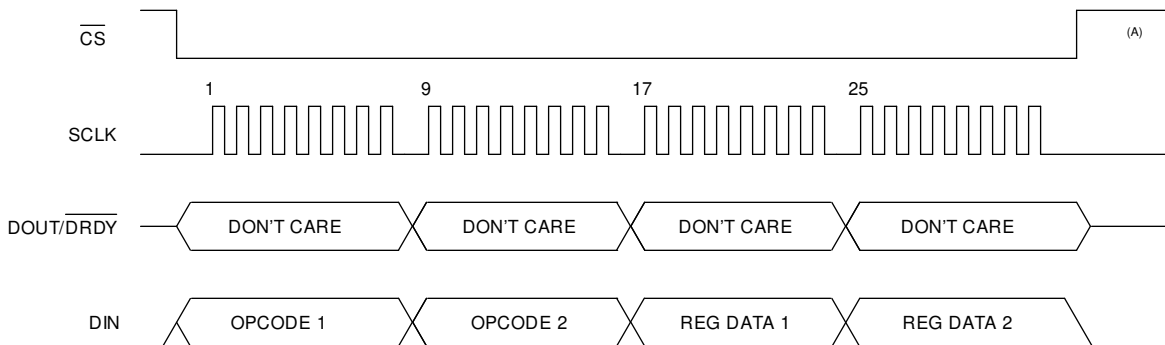 CS
(A)
1 9 17 25
SCLK
DOUT/DRDY DON'T CARE DON'T CARE DON'T CARE DON'T CARE
DIN OPCODE 1 OPCODE 2 REG DATA 1 REG DATA 2